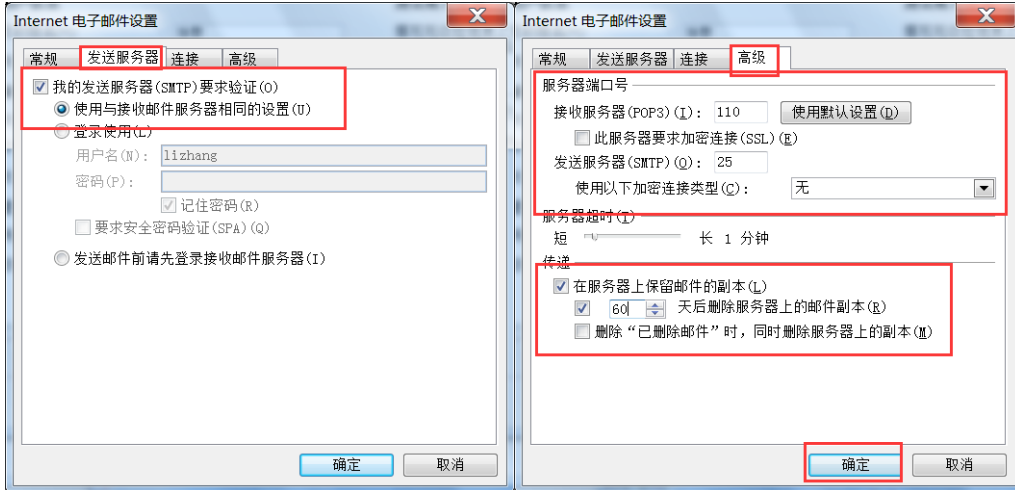 Internet 电子邮件设置
常规 发送服务器 连接 高级
我的发送服务器(SMTP)要求验证(O)
使用与接收邮件服务器相同的设置(U)
登录使用(L)
用户名(N): lizhang
密码(P):
记住密码(R)
要求安全密码验证(SPA)(Q)
发送邮件前请先登录接收邮件服务器(I)
确定 取消
Internet 电子邮件设置
常规 发送服务器 连接 高级
服务器端口号
接收服务器(POP3)(I): 110 使用默认设置(D)
此服务器要求加密连接(SSL)(E)
发送服务器(SMTP)(O): 25
使用以下加密连接类型(C): 无
服务器超时(T)
短 长 1 分钟
传递
在服务器上保留邮件的副本(L)
60 天后删除服务器上的邮件副本(R)
删除“已删除邮件”时，同时删除服务器上的副本(M)
确定 取消